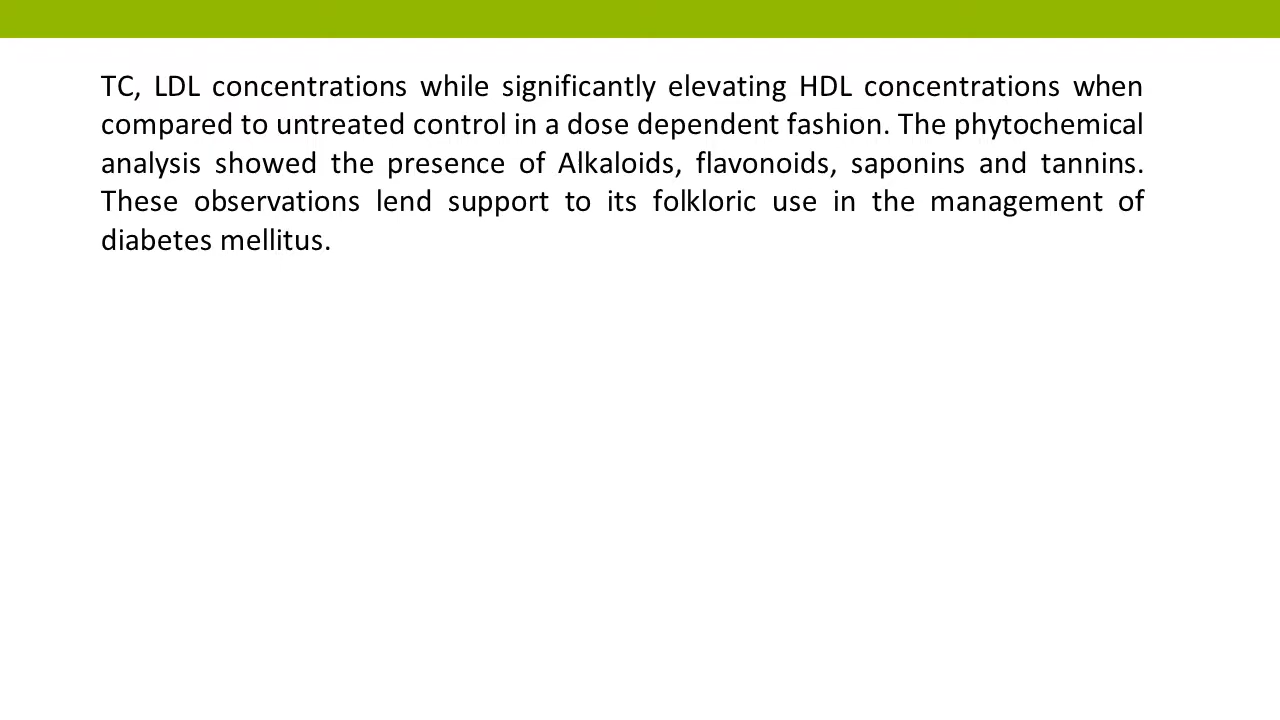 TC, LDL concentrations while significantly elevating HDL concentrations when
compared to untreated control in a dose dependent fashion. The phytochemical
analysis showed the presence of Alkaloids, flavonoids, saponins and tannins.
These observations lend support to its folkloric use in the management of
diabetes mellitus.